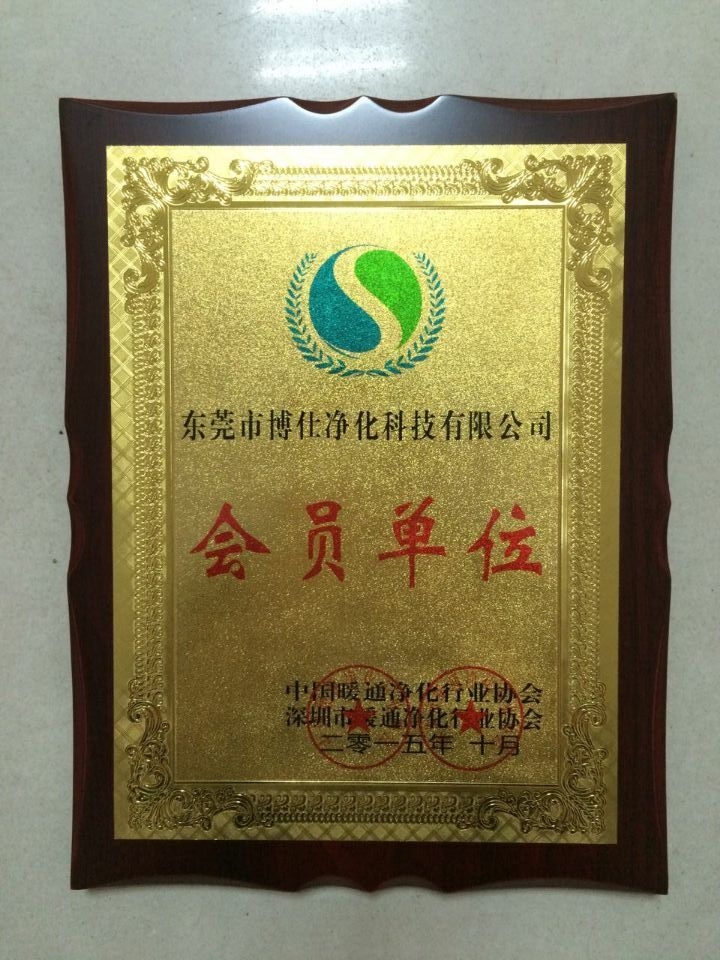 东莞市博仕净化科技有限公司
会员单位
中国暖通净化行业协会
深圳市暖通净化行业协会
二零一五年 十月